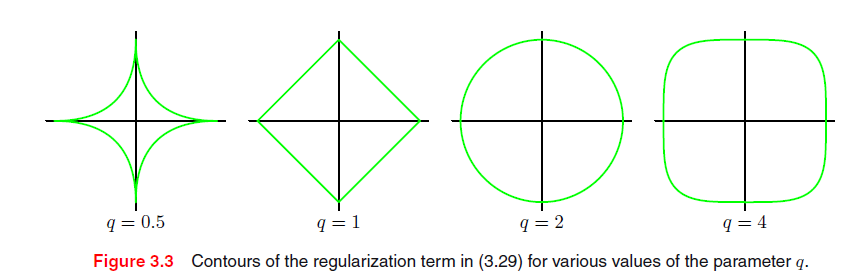 q = 0.5 q = 1 q = 2 q = 4
Figure 3.3 Contours of the regularization term in (3.29) for various values of the parameter q.